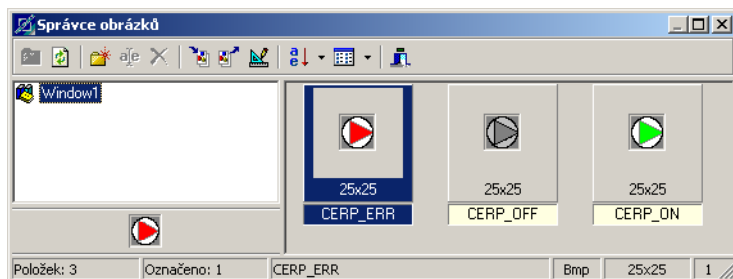 Správce obrázků
Window1
25x25 25x25 25x25
CERP_ERR CERP_OFF CERP_ON
Položek: 3 Označeno: 1 CERP_ERR Bmp 25x25 1